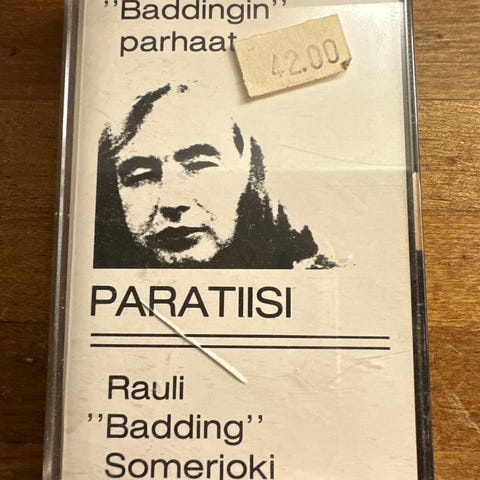 ''Baddingin''
parhaat
42.00
PARATIISI
Rauli
''Badding''
Somerjoki